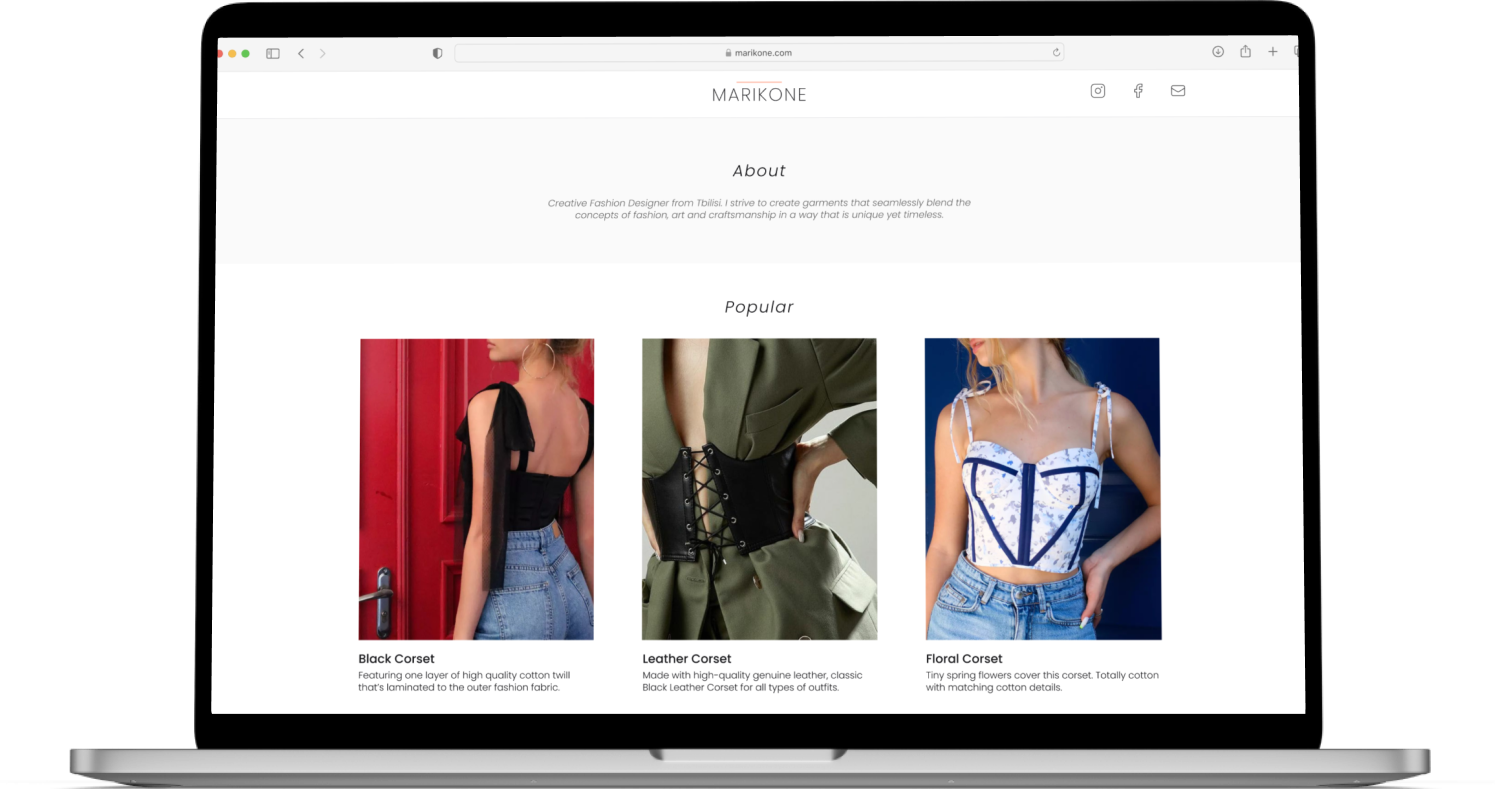 marikone.com
MARIKONE
About
Creative Fashion Designer from Tbilisi. I strive to create garments that seamlessly blend the
concepts of fashion, art and craftsmanship in a way that is unique yet timeless.
Popular
Black Corset
Featuring one layer of high quality cotton twill
that's laminated to the outer fashion fabric.
Leather Corset
Made with high-quality genuine leather, classic
Black Leather Corset for all types of outfits.
Floral Corset
Tiny spring flowers cover this corset. Totally cotton
with matching cotton details.